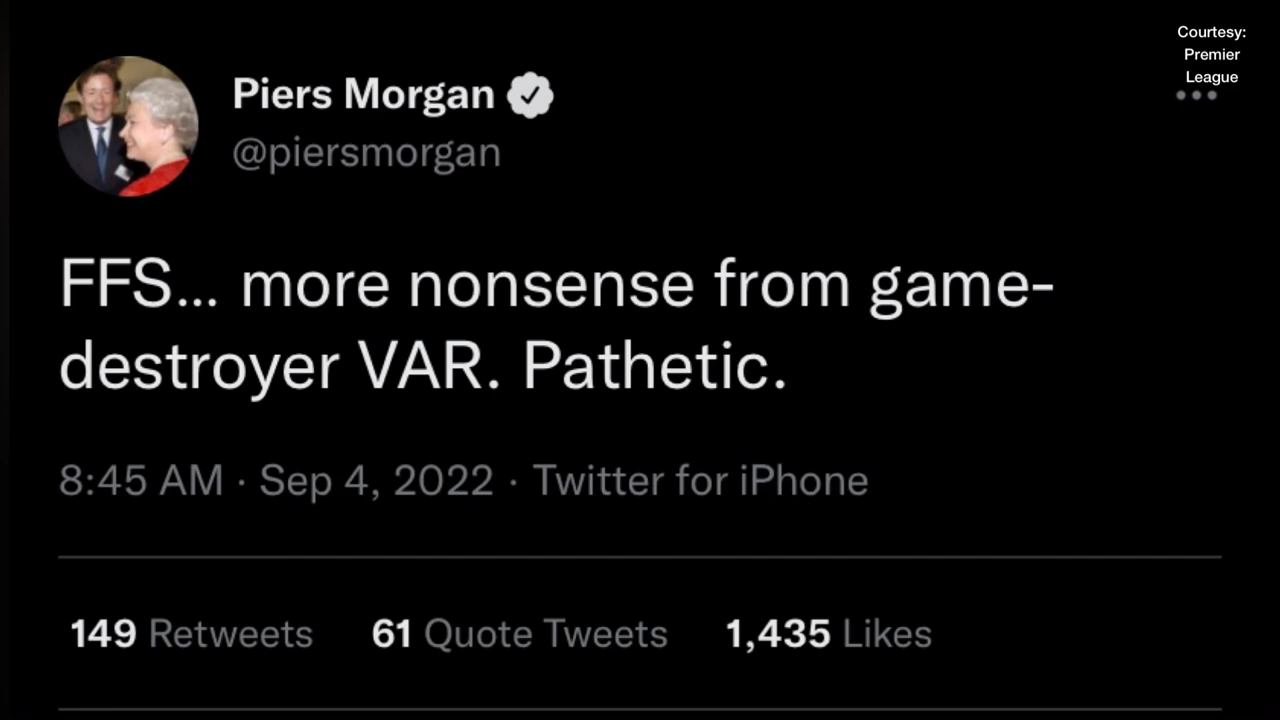 Courtesy:
Premier
League
Piers Morgan
@piersmorgan
FFS... more nonsense from game-
destroyer VAR. Pathetic.
8:45 AM · Sep 4, 2022 · Twitter for iPhone
149 Retweets 61 Quote Tweets 1,435 Likes